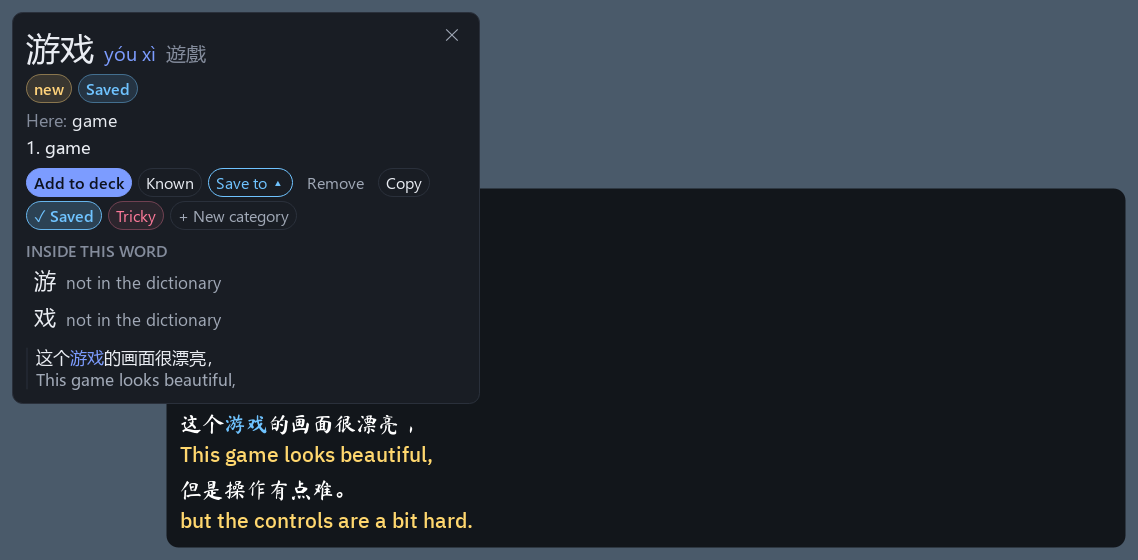 游戏 yóu xì 遊戲
new Saved
Here: game
1. game
Add to deck Known Save to ▲ Remove Copy
✓ Saved Tricky + New category
INSIDE THIS WORD
游 not in the dictionary
戏 not in the dictionary
这个游戏的画面很漂亮，
This game looks beautiful,
这个游戏的画面很漂亮，
This game looks beautiful,
但是操作有点难。
but the controls are a bit hard.